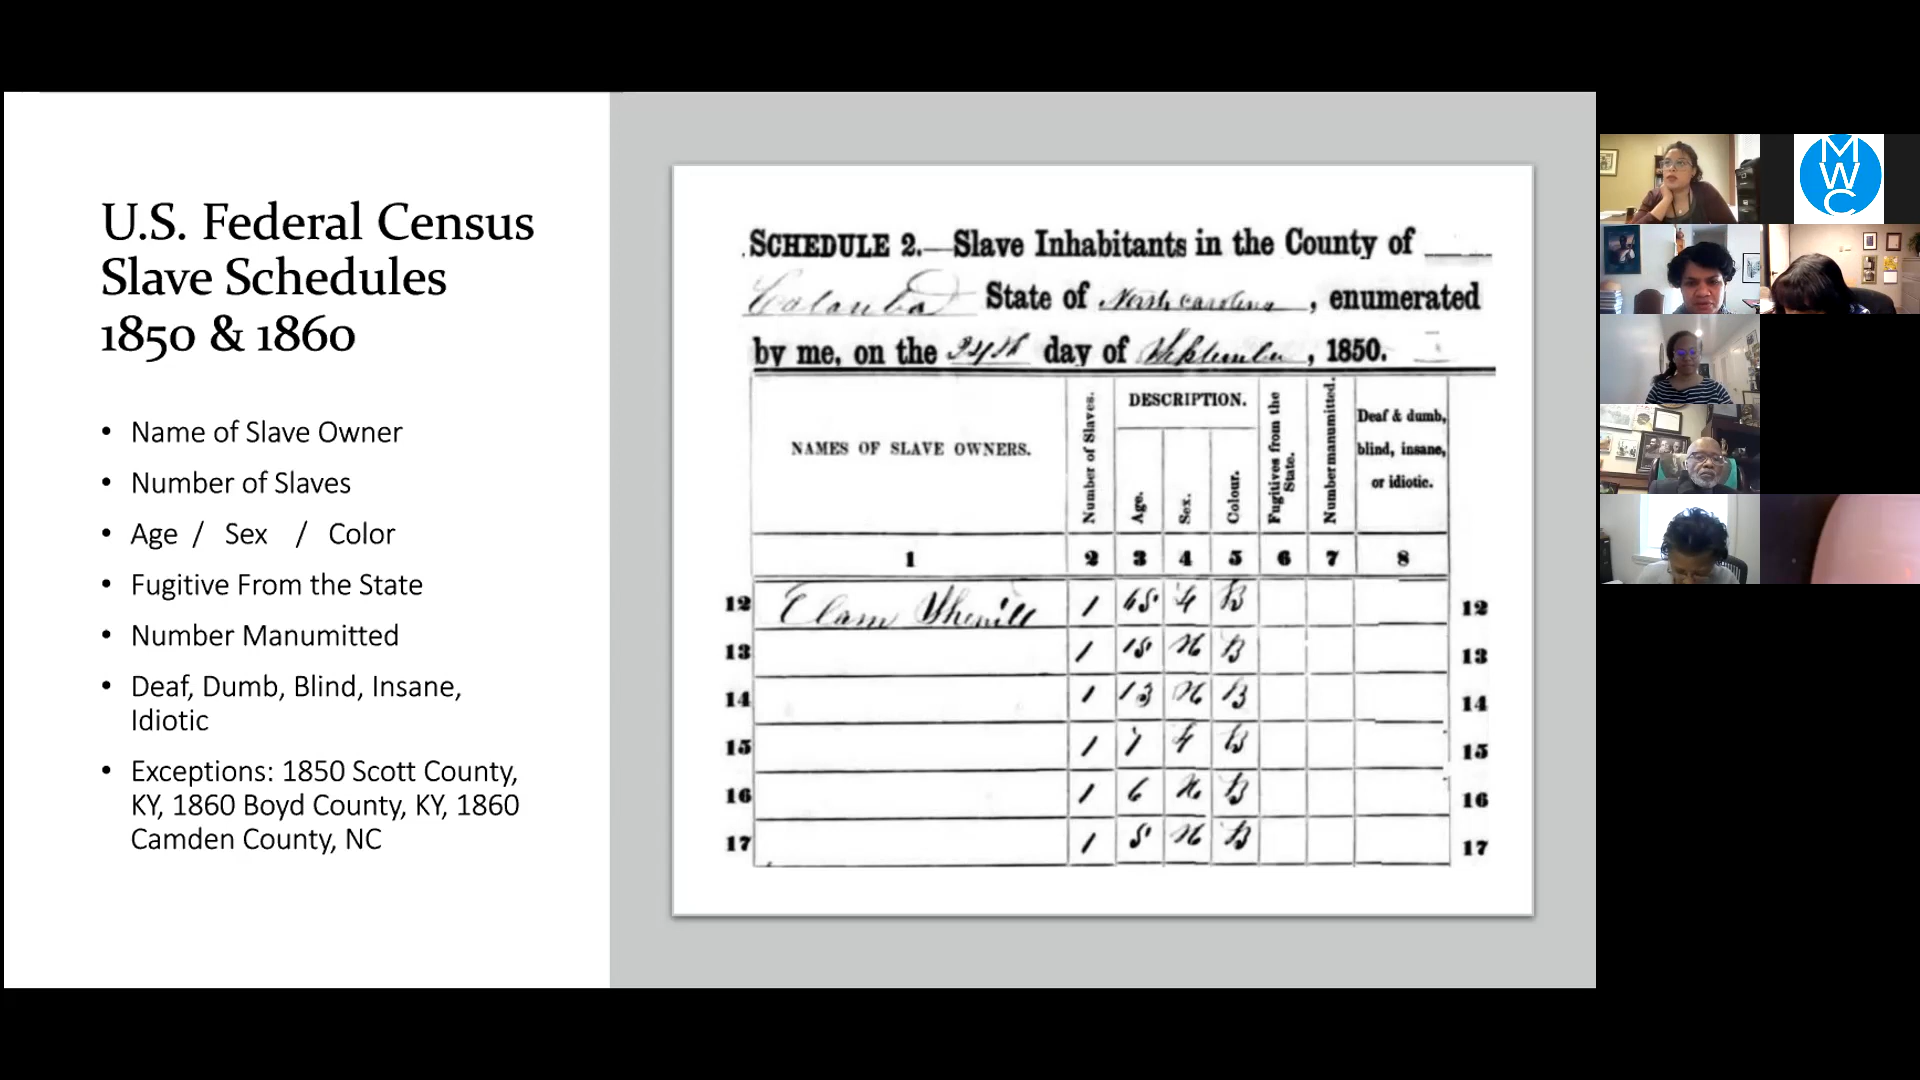 U.S. Federal Census
Slave Schedules
1850 & 1860
• Name of Slave Owner
• Number of Slaves
• Age / Sex / Color
• Fugitive From the State
• Number Manumitted
• Deaf, Dumb, Blind, Insane,
Idiotic
• Exceptions: 1850 Scott County,
KY, 1860 Boyd County, KY, 1860
Camden County, NC
SCHEDULE 2.—Slave Inhabitants in the County of
State of North Carolina, enumerated
by me, on the 24th day of September, 1850.
NAMES OF SLAVE OWNERS.
Number of Slaves.
DESCRIPTION.
Age.
Sex.
Colour.
Fugitives from the
State.
Number manumitted.
Deaf & dumb,
blind, insane,
or idiotic.
1 2 3 4 5 6 7 8
12 Elam Sherrill 1 B 12
13 1 18 M B 13
14 1 13 M B 14
15 1 7 F B 15
16 1 6 M B 16
17 1 M B 17
M
W
C